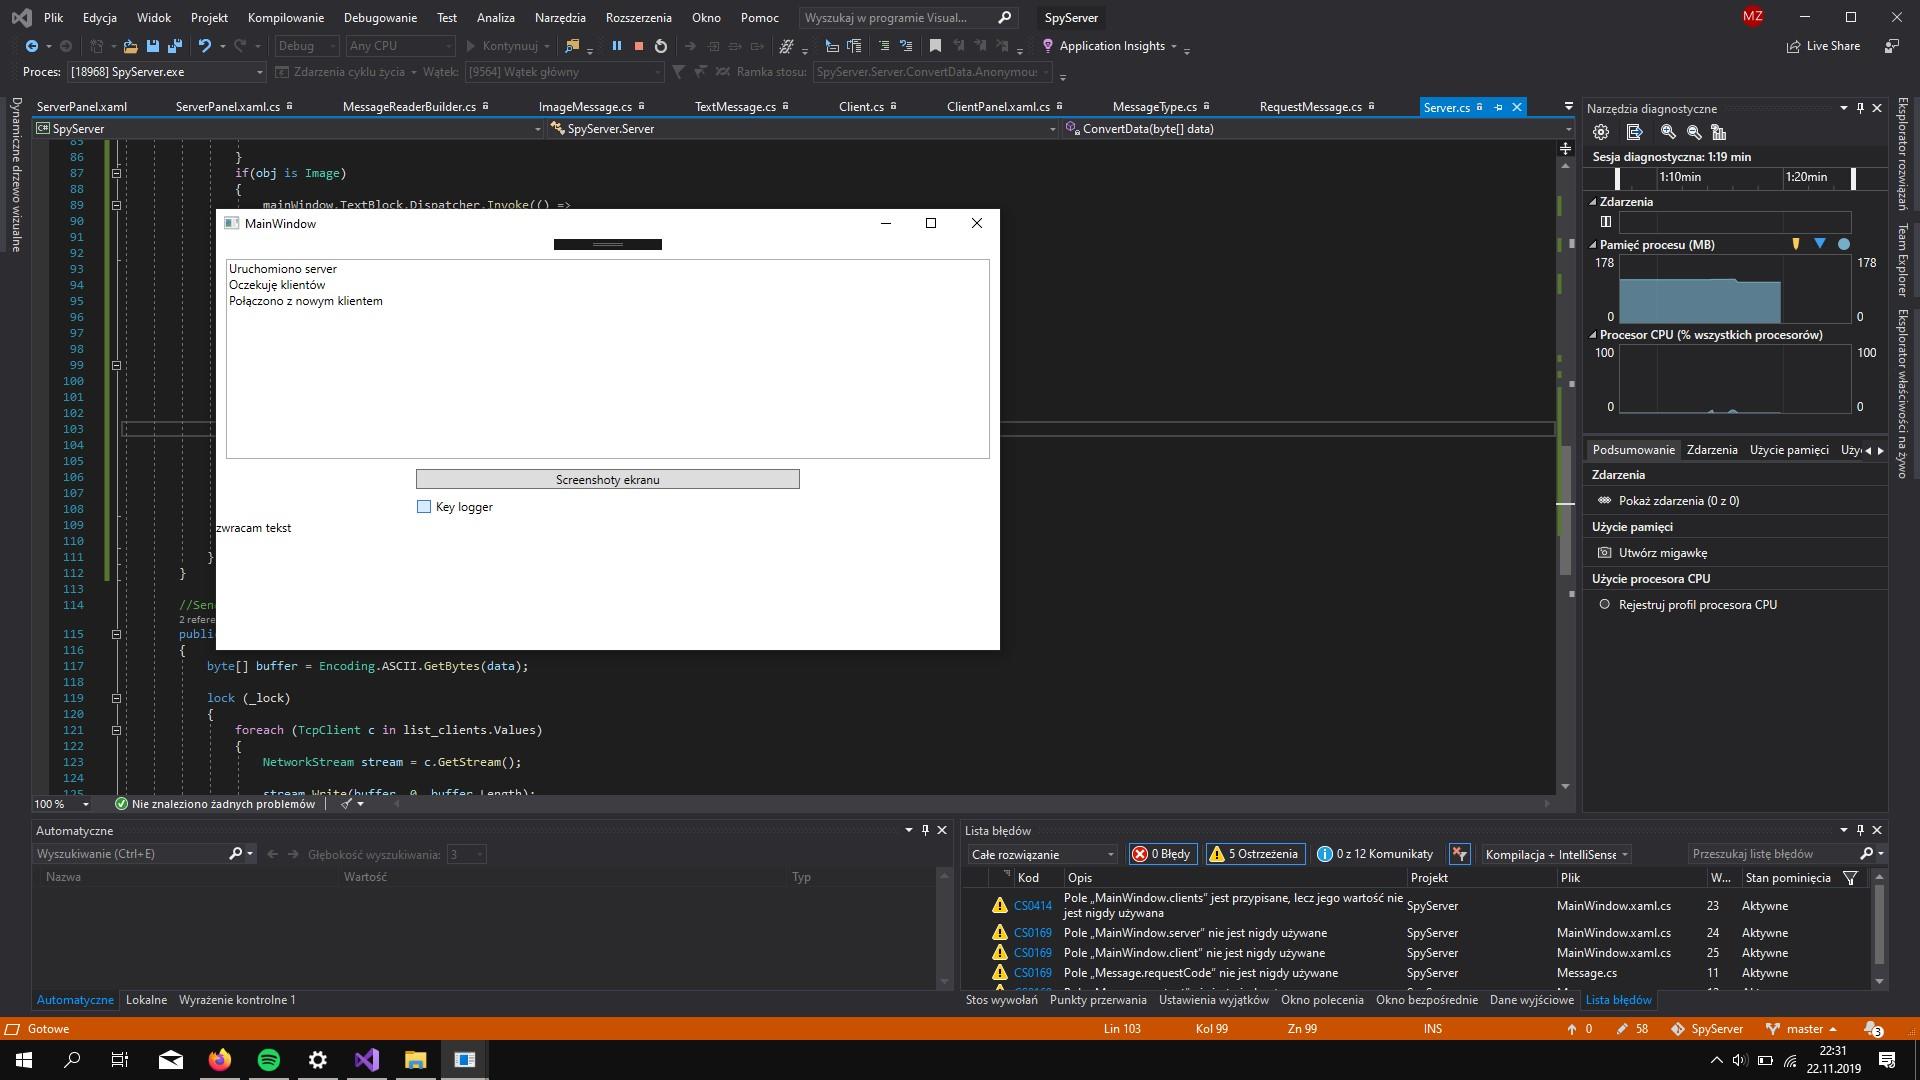 Plik Edycja Widok Projekt Kompilowanie Debugowanie Test Analiza Narzędzia Rozszerzenia Okno Pomoc Wyszukaj w programie Visual... SpyServer MZ
Debug Any CPU Kontynuuj Application Insights Live Share
Proces: [18968] SpyServer.exe Zdarzenia cyklu życia Wątek: [9564] Wątek główny Ramka stosu: SpyServer.Server.ConvertData.Anonymou
Dynamiczne drzewo wizualne
ServerPanel.xaml ServerPanel.xaml.cs MessageReaderBuilder.cs ImageMessage.cs TextMessage.cs Client.cs ClientPanel.xaml.cs MessageType.cs RequestMessage.cs Server.cs
SpyServer SpyServer.Server ConvertData(byte[] data)
85
86 }
87 if(obj is Image)
88 {
89 mainWindow.TextBlock.Dispatcher.Invoke(() =>
90
91
92
93
94
95
96
97
98
99
100
101
102
103
104
105
106
107
108
109
110
111 }
112 }
113
114 //Sen
2 refere
115 publi
116 {
117 byte[] buffer = Encoding.ASCII.GetBytes(data);
118
119 lock (_lock)
120 {
121 foreach (TcpClient c in list_clients.Values)
122 {
123 NetworkStream stream = c.GetStream();
124
125 stream.Write(buffer, 0, buffer.Length);
MainWindow
Uruchomiono server
Oczekuję klientów
Połączono z nowym klientem
Screenshoty ekranu
Key logger
zwracam tekst
100 % Nie znaleziono żadnych problemów
Narzędzia diagnostyczne
Sesja diagnostyczna: 1:19 min
1:10min 1:20min
Zdarzenia
Pamięć procesu (MB)
178 178
0 0
Procesor CPU (% wszystkich procesorów)
100 100
0 0
Podsumowanie Zdarzenia Użycie pamięci Uży
Zdarzenia
Pokaż zdarzenia (0 z 0)
Użycie pamięci
Utwórz migawkę
Użycie procesora CPU
Rejestruj profil procesora CPU
Eksplorator rozwiązań
Team Explorer
Eksplorator właściwości na żywo
Automatyczne
Wyszukiwanie (Ctrl+E) Głębokość wyszukiwania: 3
Nazwa Wartość Typ
Automatyczne Lokalne Wyrażenie kontrolne 1
Lista błędów
Całe rozwiązanie 0 Błędy 5 Ostrzeżenia 0 z 12 Komunikaty Kompilacja + IntelliSense Przeszukaj listę błędów
Kod Opis Projekt Plik W... Stan pominięcia
CS0414 Pole „MainWindow.clients” jest przypisane, lecz jego wartość nie jest nigdy używana SpyServer MainWindow.xaml.cs 23 Aktywne
CS0169 Pole „MainWindow.server” nie jest nigdy używane SpyServer MainWindow.xaml.cs 24 Aktywne
CS0169 Pole „MainWindow.client” nie jest nigdy używane SpyServer MainWindow.xaml.cs 25 Aktywne
CS0169 Pole „Message.requestCode” nie jest nigdy używane SpyServer Message.cs 11 Aktywne
Stos wywołań Punkty przerwania Ustawienia wyjątków Okno polecenia Okno bezpośrednie Dane wyjściowe Lista błędów
Gotowe Lin 103 Kol 99 Zn 99 INS 0 58 SpyServer master 3
22:31
22.11.2019